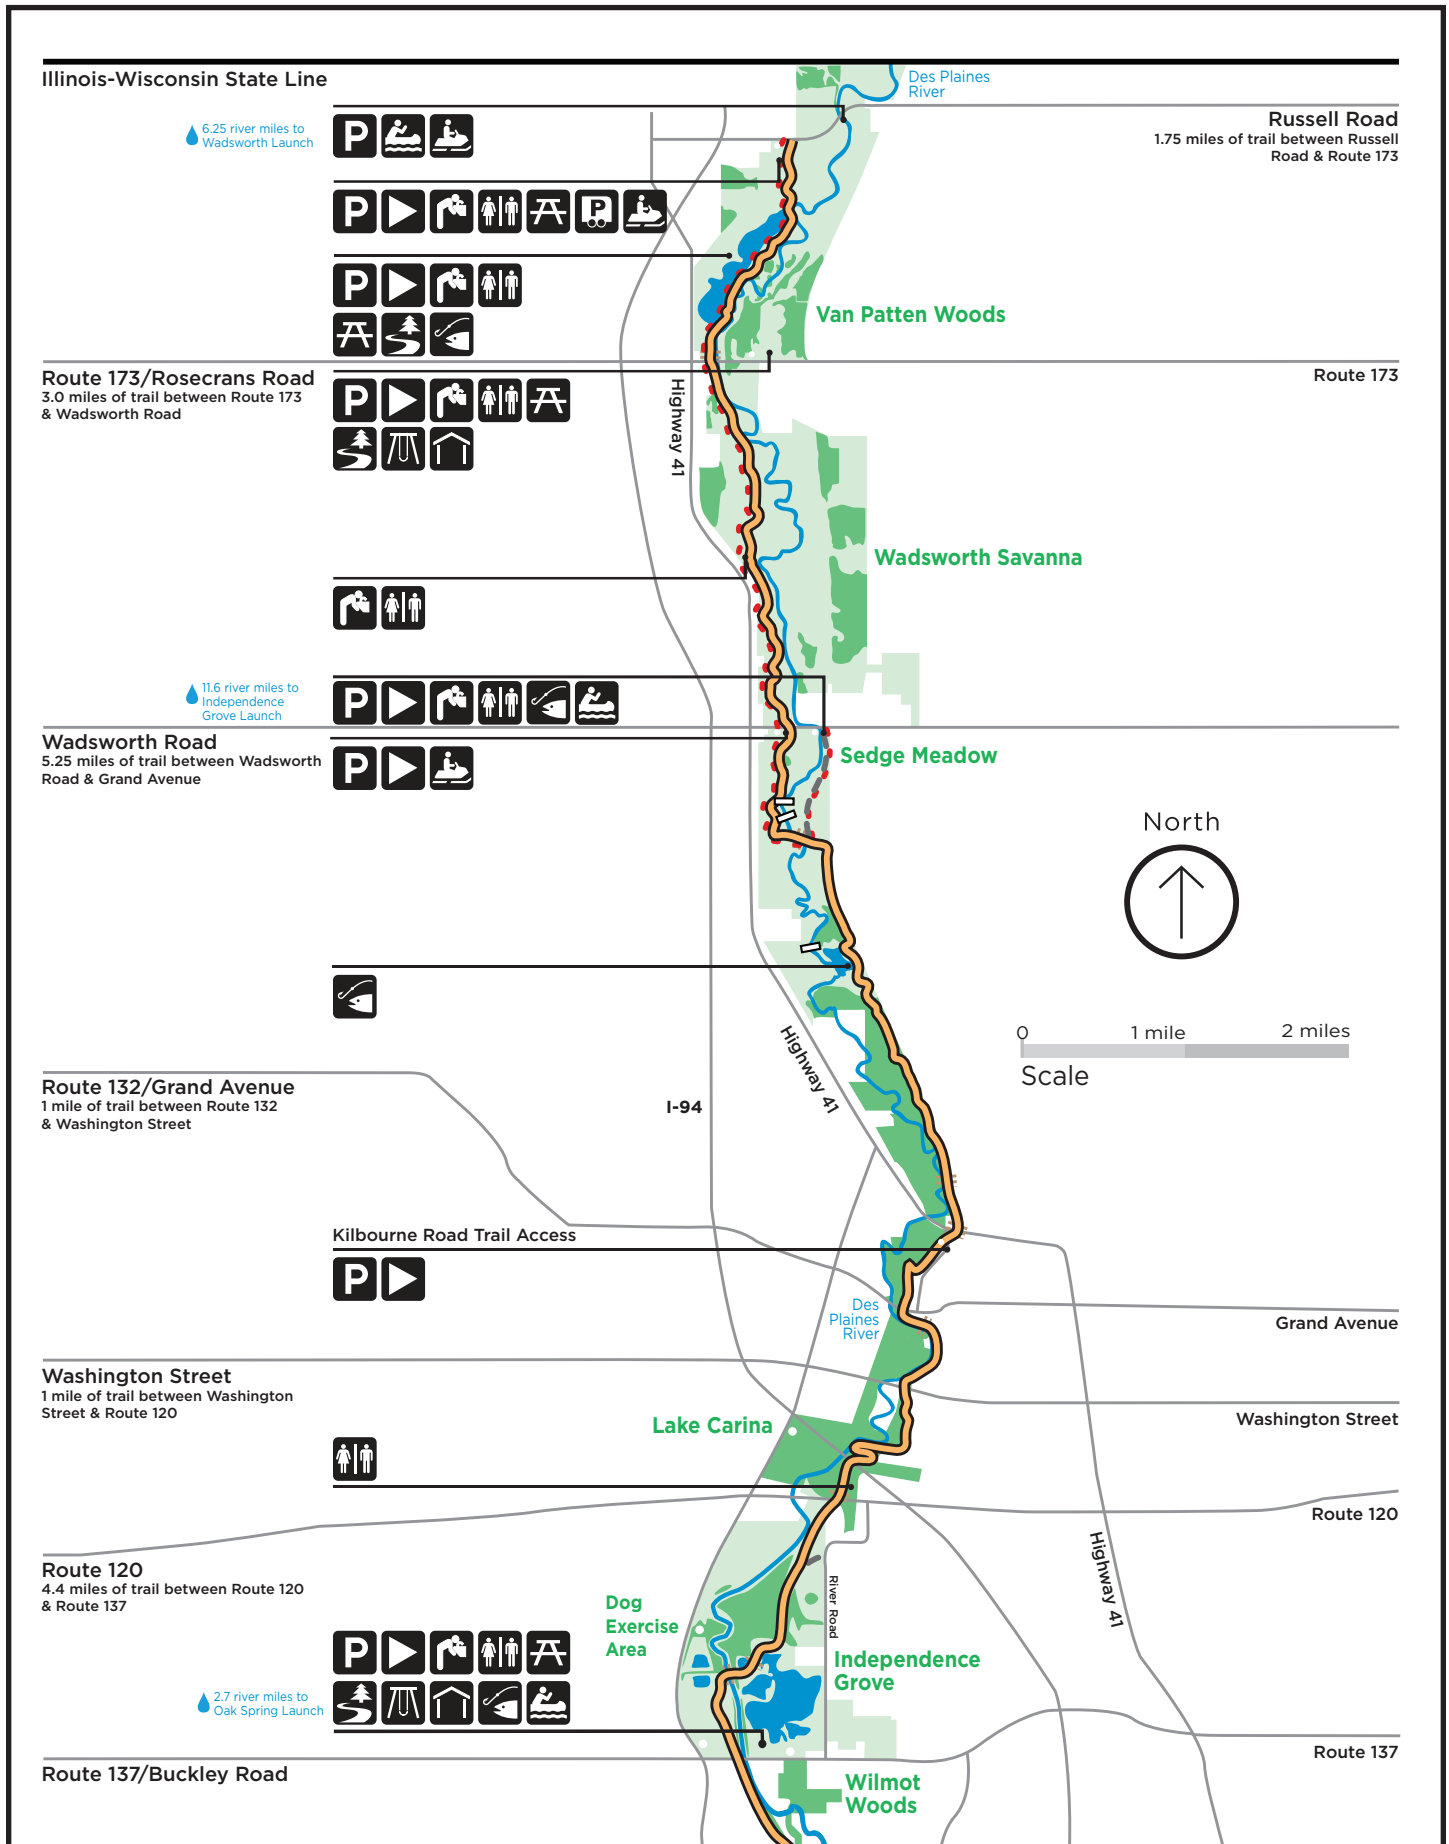 Illinois-Wisconsin State Line
Des Plaines
River
6.25 river miles to
Wadsworth Launch
P
Russell Road
1.75 miles of trail between Russell
Road & Route 173
P
P
P
Van Patten Woods
Route 173/Rosecrans Road
3.0 miles of trail between Route 173
& Wadsworth Road
Route 173
P
Highway 41
Wadsworth Savanna
11.6 river miles to
Independence
Grove Launch
P
Wadsworth Road
5.25 miles of trail between Wadsworth
Road & Grand Avenue
P
Sedge Meadow
North
0
1 mile
2 miles
Scale
Highway 41
Route 132/Grand Avenue
1 mile of trail between Route 132
& Washington Street
I-94
Kilbourne Road Trail Access
P
Des
Plaines
River
Grand Avenue
Washington Street
1 mile of trail between Washington
Street & Route 120
Washington Street
Lake Carina
Route 120
Route 120
4.4 miles of trail between Route 120
& Route 137
Highway 41
River Road
Dog
Exercise
Area
P
Independence
Grove
2.7 river miles to
Oak Spring Launch
Route 137
Route 137/Buckley Road
Wilmot
Woods